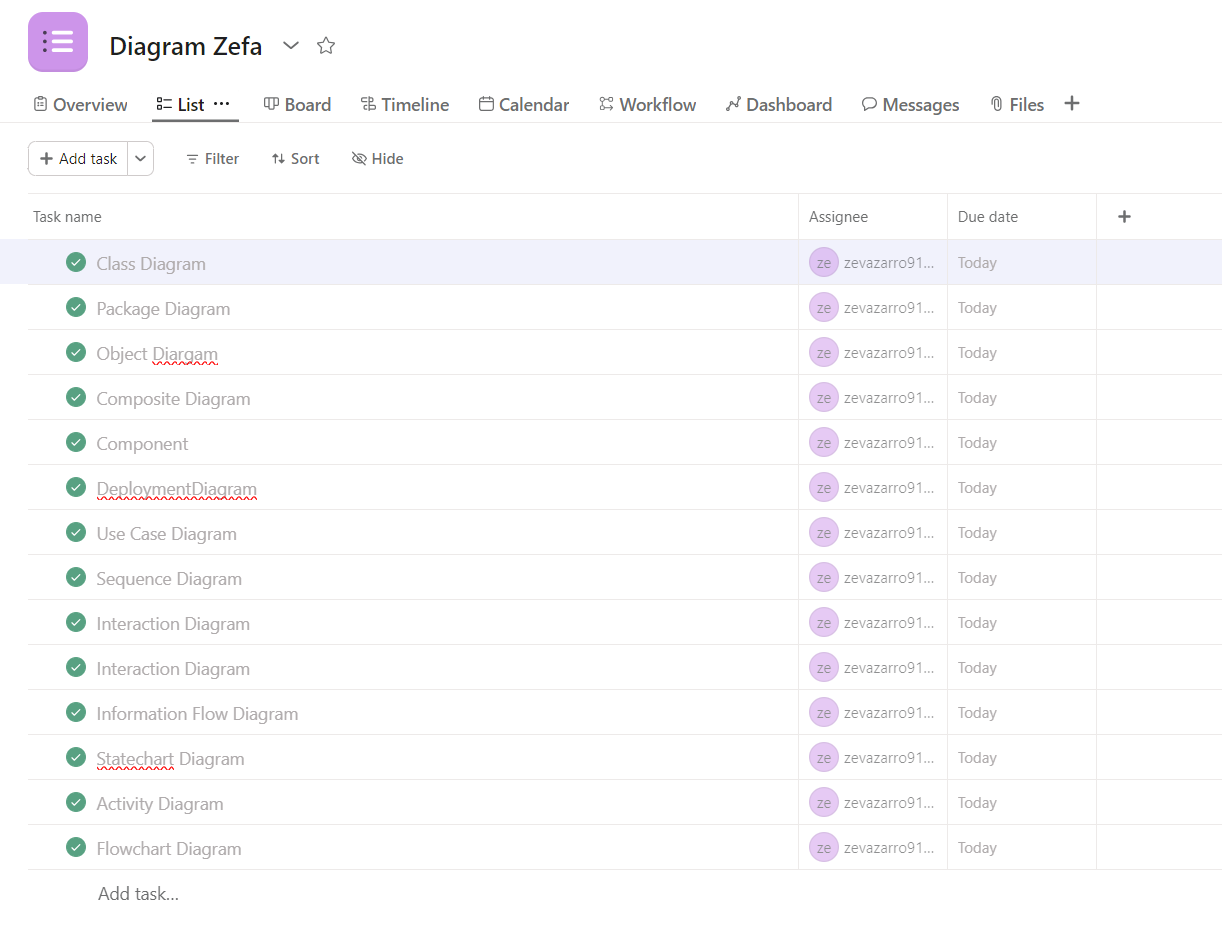 Diagram Zefa
Overview List ... Board Timeline Calendar Workflow Dashboard Messages Files +
+ Add task Filter Sort Hide
Task name Assignee Due date +
Class Diagram ze zevazarro91... Today
Package Diagram ze zevazarro91... Today
Object Diargam ze zevazarro91... Today
Composite Diagram ze zevazarro91... Today
Component ze zevazarro91... Today
DeploymentDiagram ze zevazarro91... Today
Use Case Diagram ze zevazarro91... Today
Sequence Diagram ze zevazarro91... Today
Interaction Diagram ze zevazarro91... Today
Interaction Diagram ze zevazarro91... Today
Information Flow Diagram ze zevazarro91... Today
Statechart Diagram ze zevazarro91... Today
Activity Diagram ze zevazarro91... Today
Flowchart Diagram ze zevazarro91... Today
Add task...